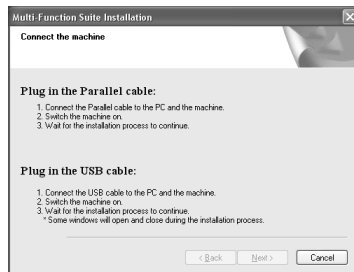 Multi-Function Suite Installation
Connect the machine
Plug in the Parallel cable:
1. Connect the Parallel cable to the PC and the machine.
2. Switch the machine on.
3. Wait for the installation process to continue.
Plug in the USB cable:
1. Connect the USB cable to the PC and the machine.
2. Switch the machine on.
3. Wait for the installation process to continue.
* Some windows will open and close during the installation process.
< Back Next > Cancel